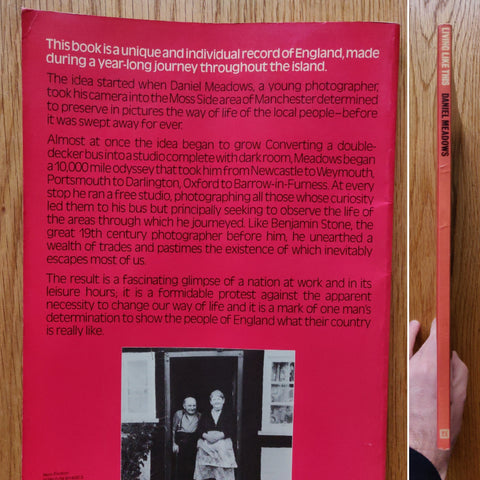 This book is a unique and individual record of England, made
during a year-long journey throughout the island.
The idea started when Daniel Meadows, a young photographer,
took his camera into the Moss Side area of Manchester determined
to preserve in pictures the way of life of the local people – before
it was swept away for ever.
Almost at once the idea began to grow Converting a double-
decker bus into a studio complete with dark room, Meadows began
a 10,000 mile odyssey that took him from Newcastle to Weymouth,
Portsmouth to Darlington, Oxford to Barrow-in-Furness. At every
stop he ran a free studio, photographing all those whose curiosity
led them to his bus but principally seeking to observe the life of
the areas through which he journeyed. Like Benjamin Stone, the
great 19th century photographer before him, he unearthed a
wealth of trades and pastimes the existence of which inevitably
escapes most of us.
The result is a fascinating glimpse of a nation at work and in its
leisure hours, it is a formidable protest against the apparent
necessity to change our way of life and it is a mark of one man's
determination to show the people of England what their country
is really like.
LIVING LIKE THIS DANIEL MEADOWS